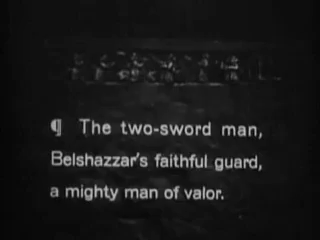 ¶ The two-sword man,
Belshazzar's faithful guard,
a mighty man of valor.